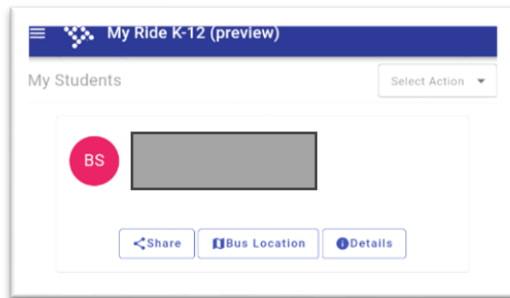 My Ride K-12 (preview)
My Students
Select Action
BS
Share
Bus Location
Details